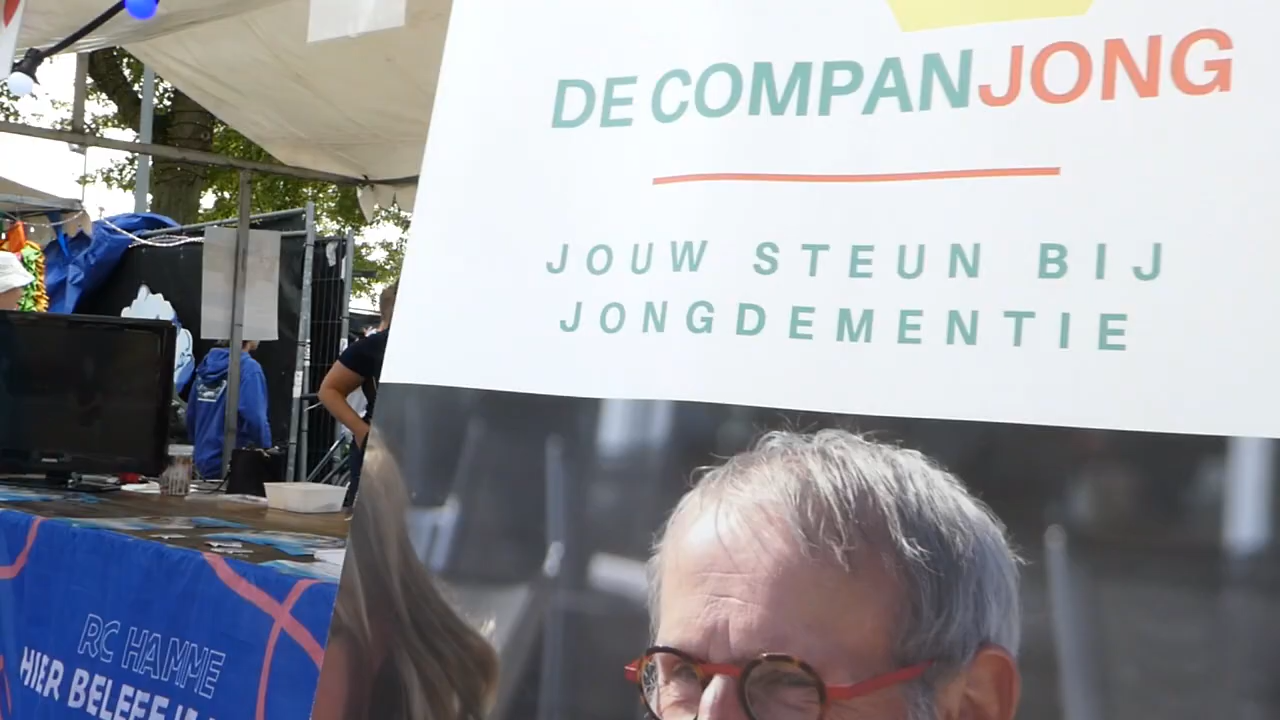 DE COMPANJONG
JOUW STEUN BIJ
JONGDEMENTIE
RC HAMME
HIER BELEEF